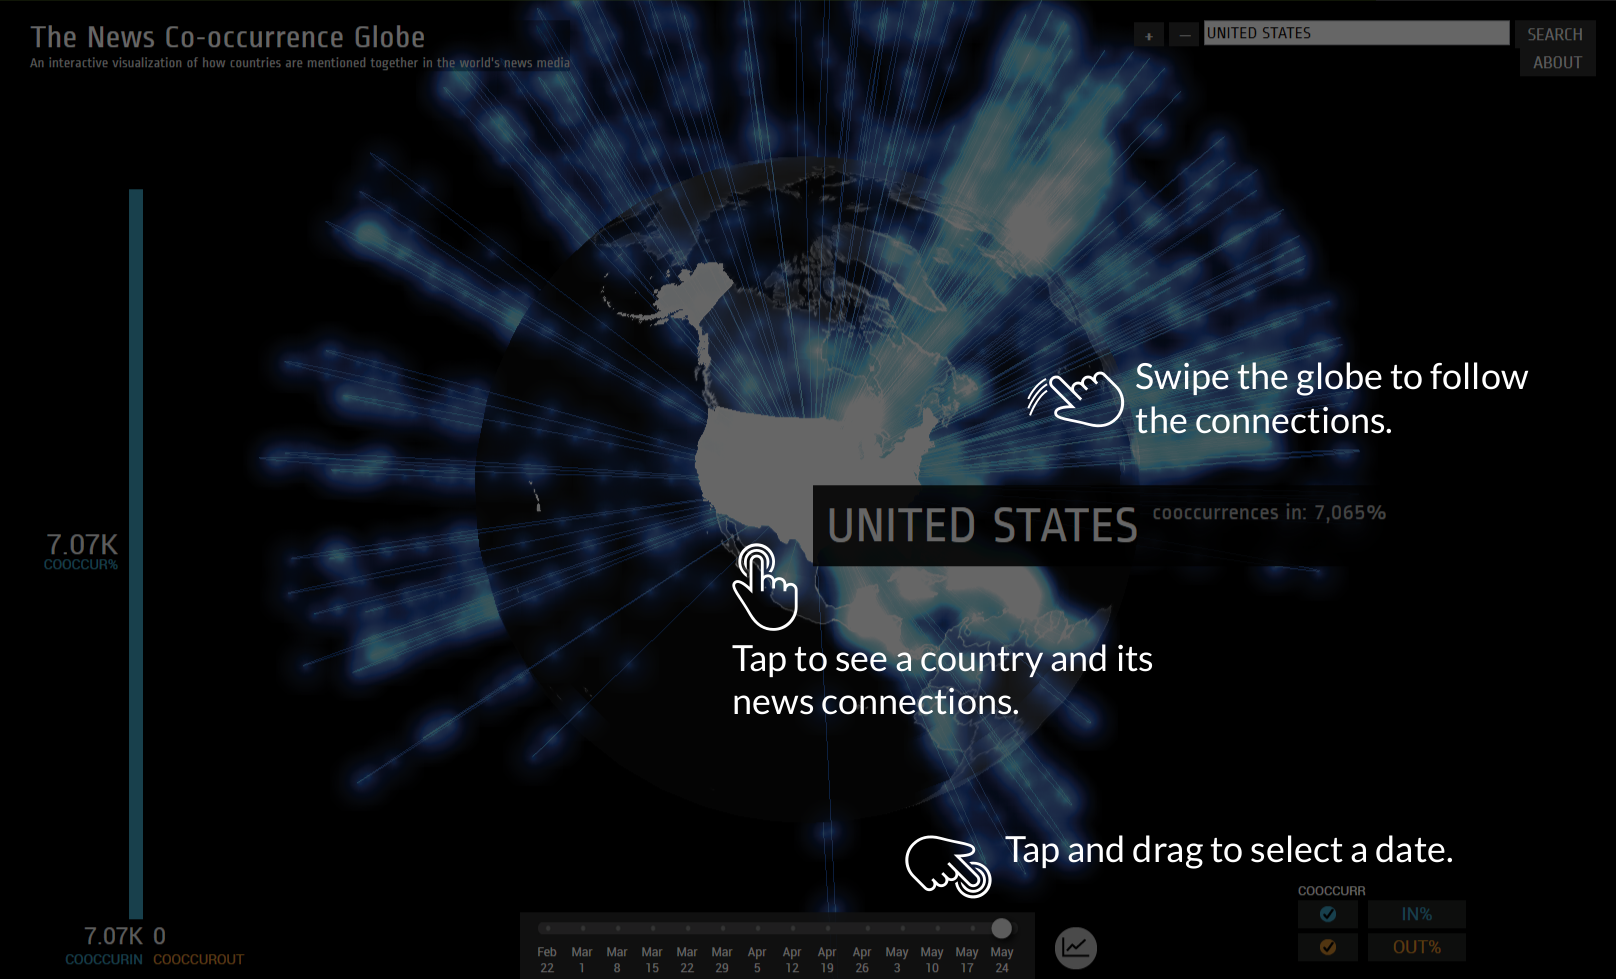 The News Co-occurrence Globe
An interactive visualization of how countries are mentioned together in the world's news media
+ — UNITED STATES SEARCH
ABOUT
Swipe the globe to follow
the connections.
UNITED STATES cooccurrences in: 7,065%
7.07K
COOCCUR%
Tap to see a country and its
news connections.
Tap and drag to select a date.
COOCCURR
IN%
OUT%
7.07K 0
COOCCURIN COOCCUROUT
Feb Mar Mar Mar Mar Mar Apr Apr Apr Apr May May May May
22 1 8 15 22 29 5 12 19 26 3 10 17 24